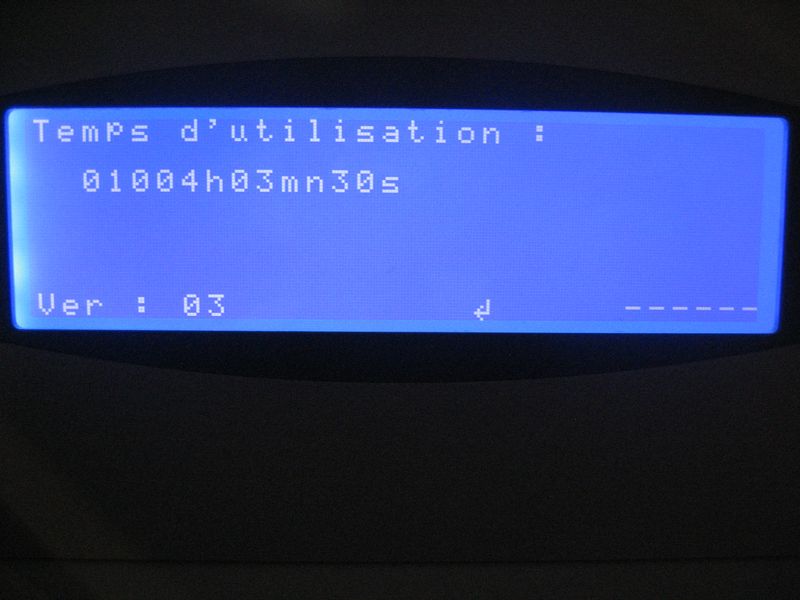 Temps d'utilisation :
01004h03mn30s
Ver : 03 ↲ ------